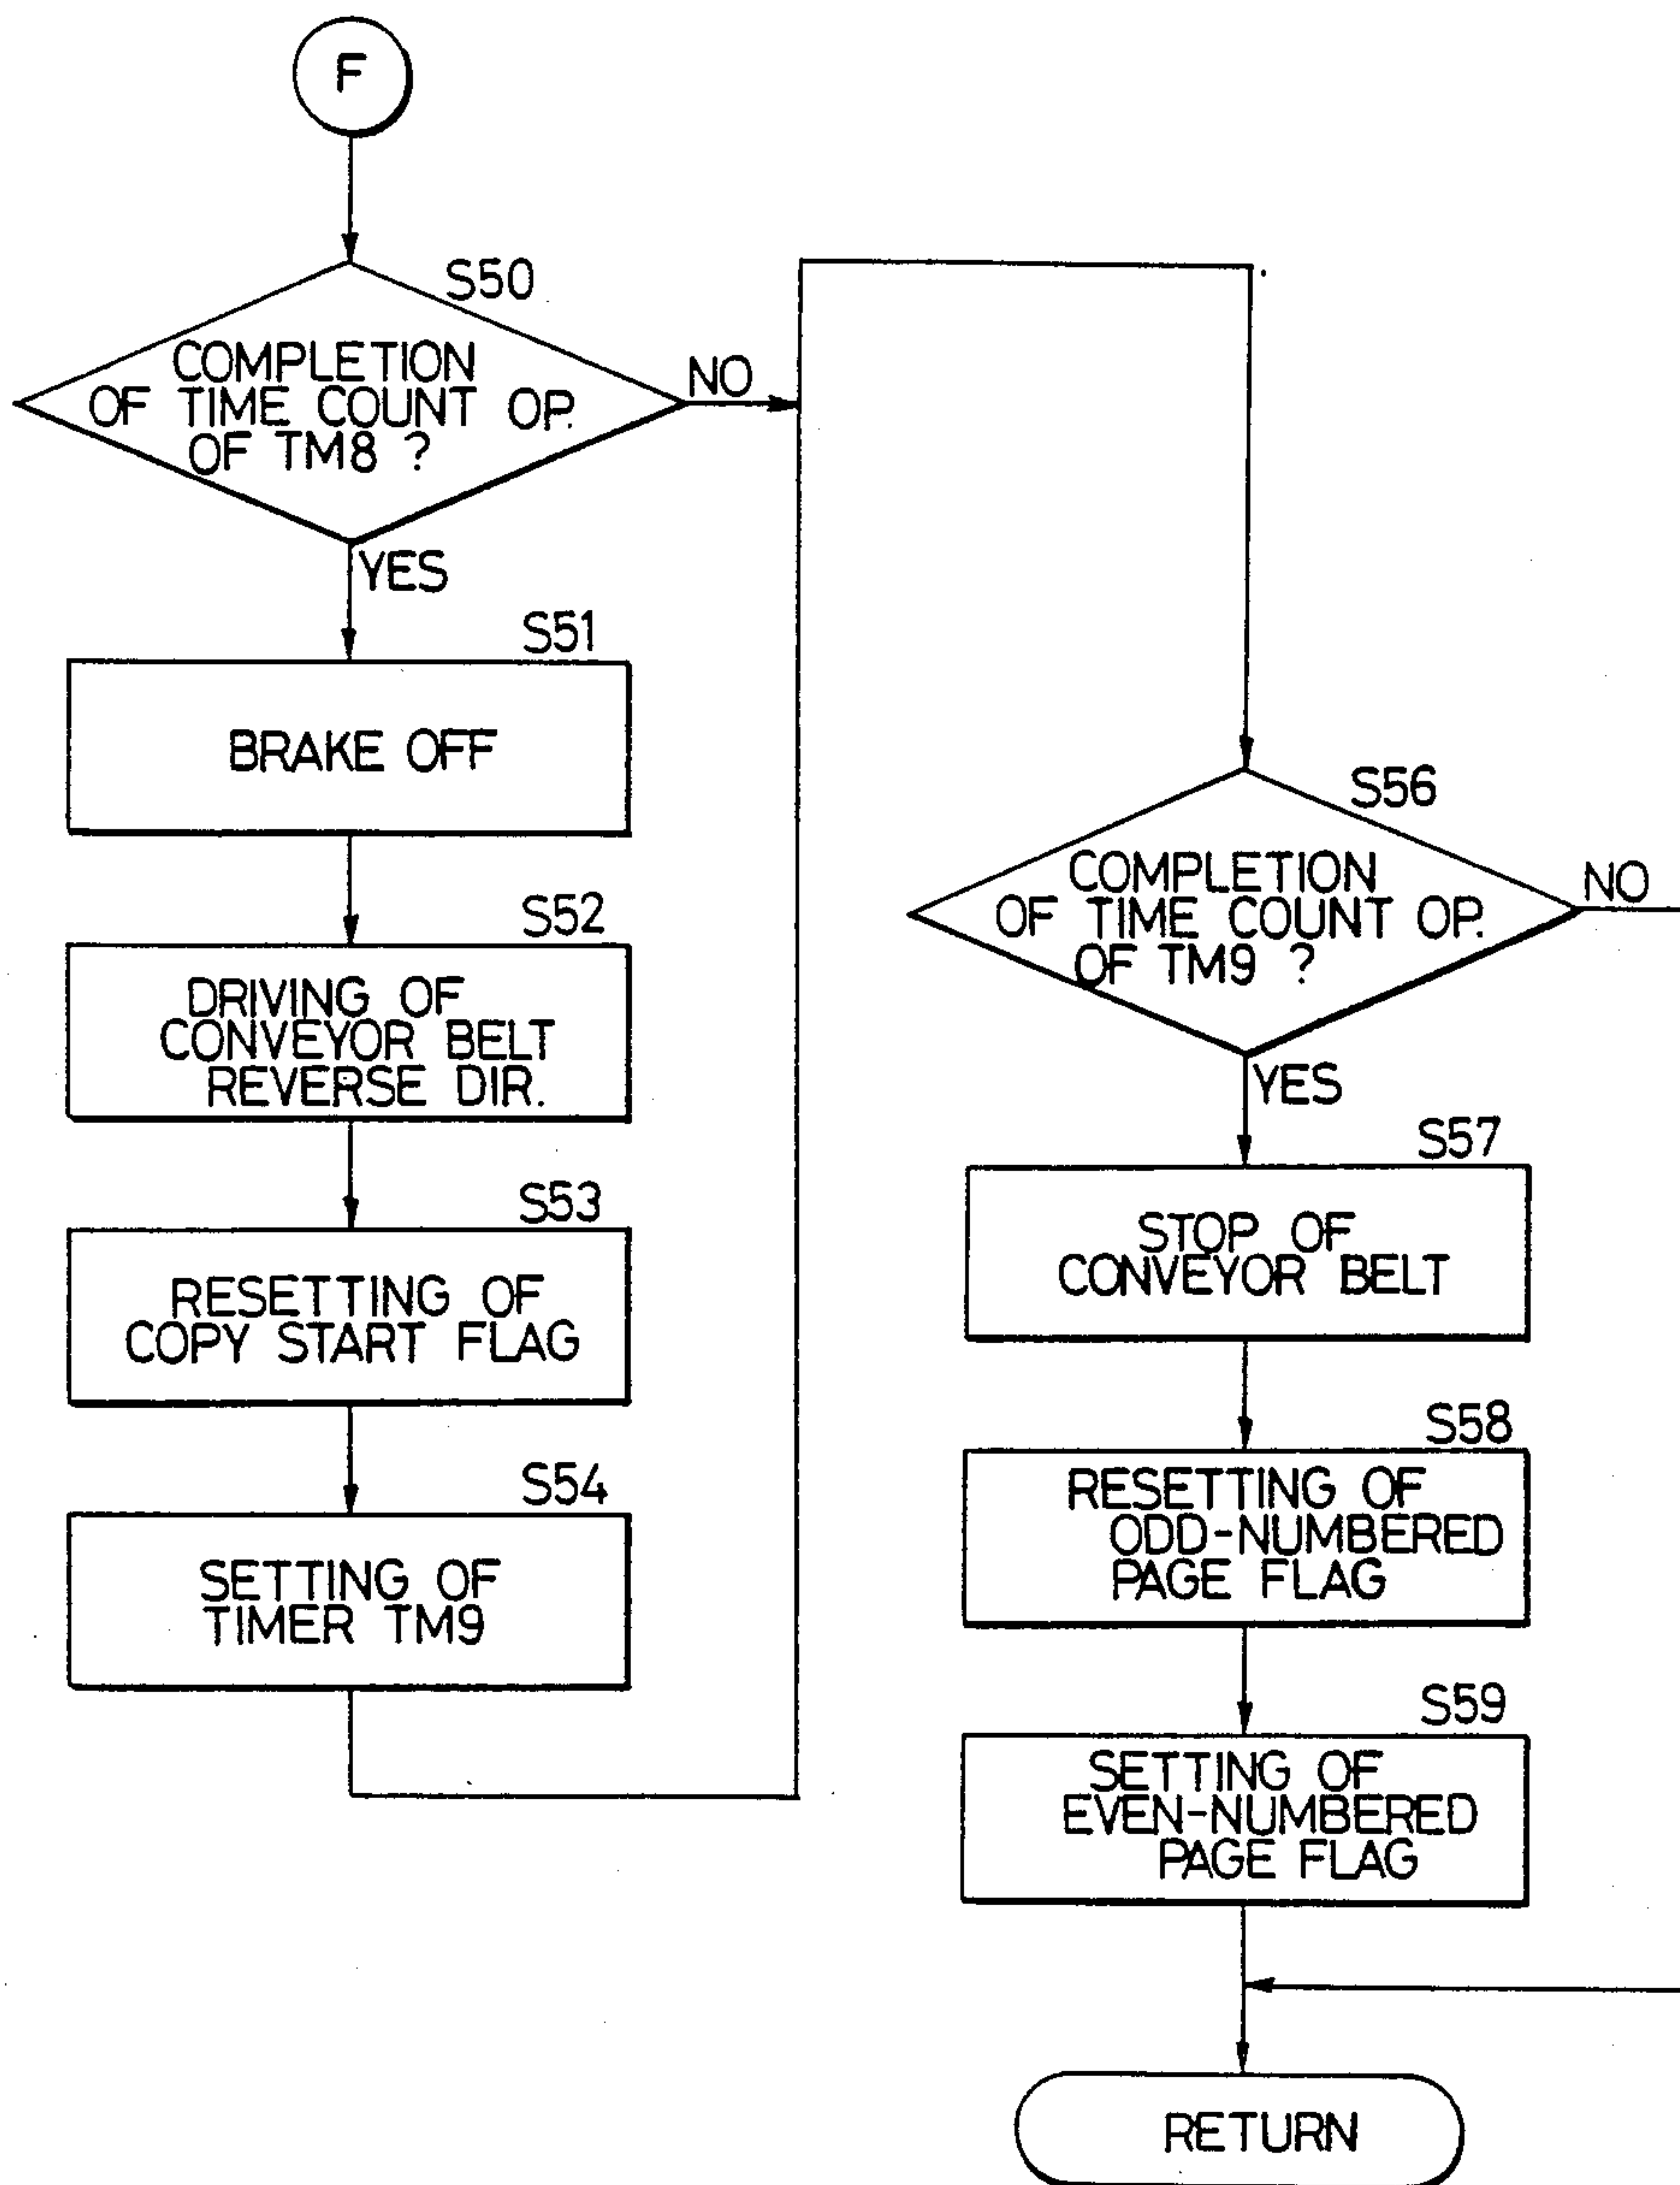 F
S50
COMPLETION
OF TIME COUNT OP.
OF TM8 ?
NO
YES
S51
BRAKE OFF
S52
DRIVING OF
CONVEYOR BELT
REVERSE DIR.
S53
RESETTING OF
COPY START FLAG
S54
SETTING OF
TIMER TM9
S56
COMPLETION
OF TIME COUNT OP.
OF TM9 ?
NO
YES
S57
STOP OF
CONVEYOR BELT
S58
RESETTING OF
ODD-NUMBERED
PAGE FLAG
S59
SETTING OF
EVEN-NUMBERED
PAGE FLAG
RETURN